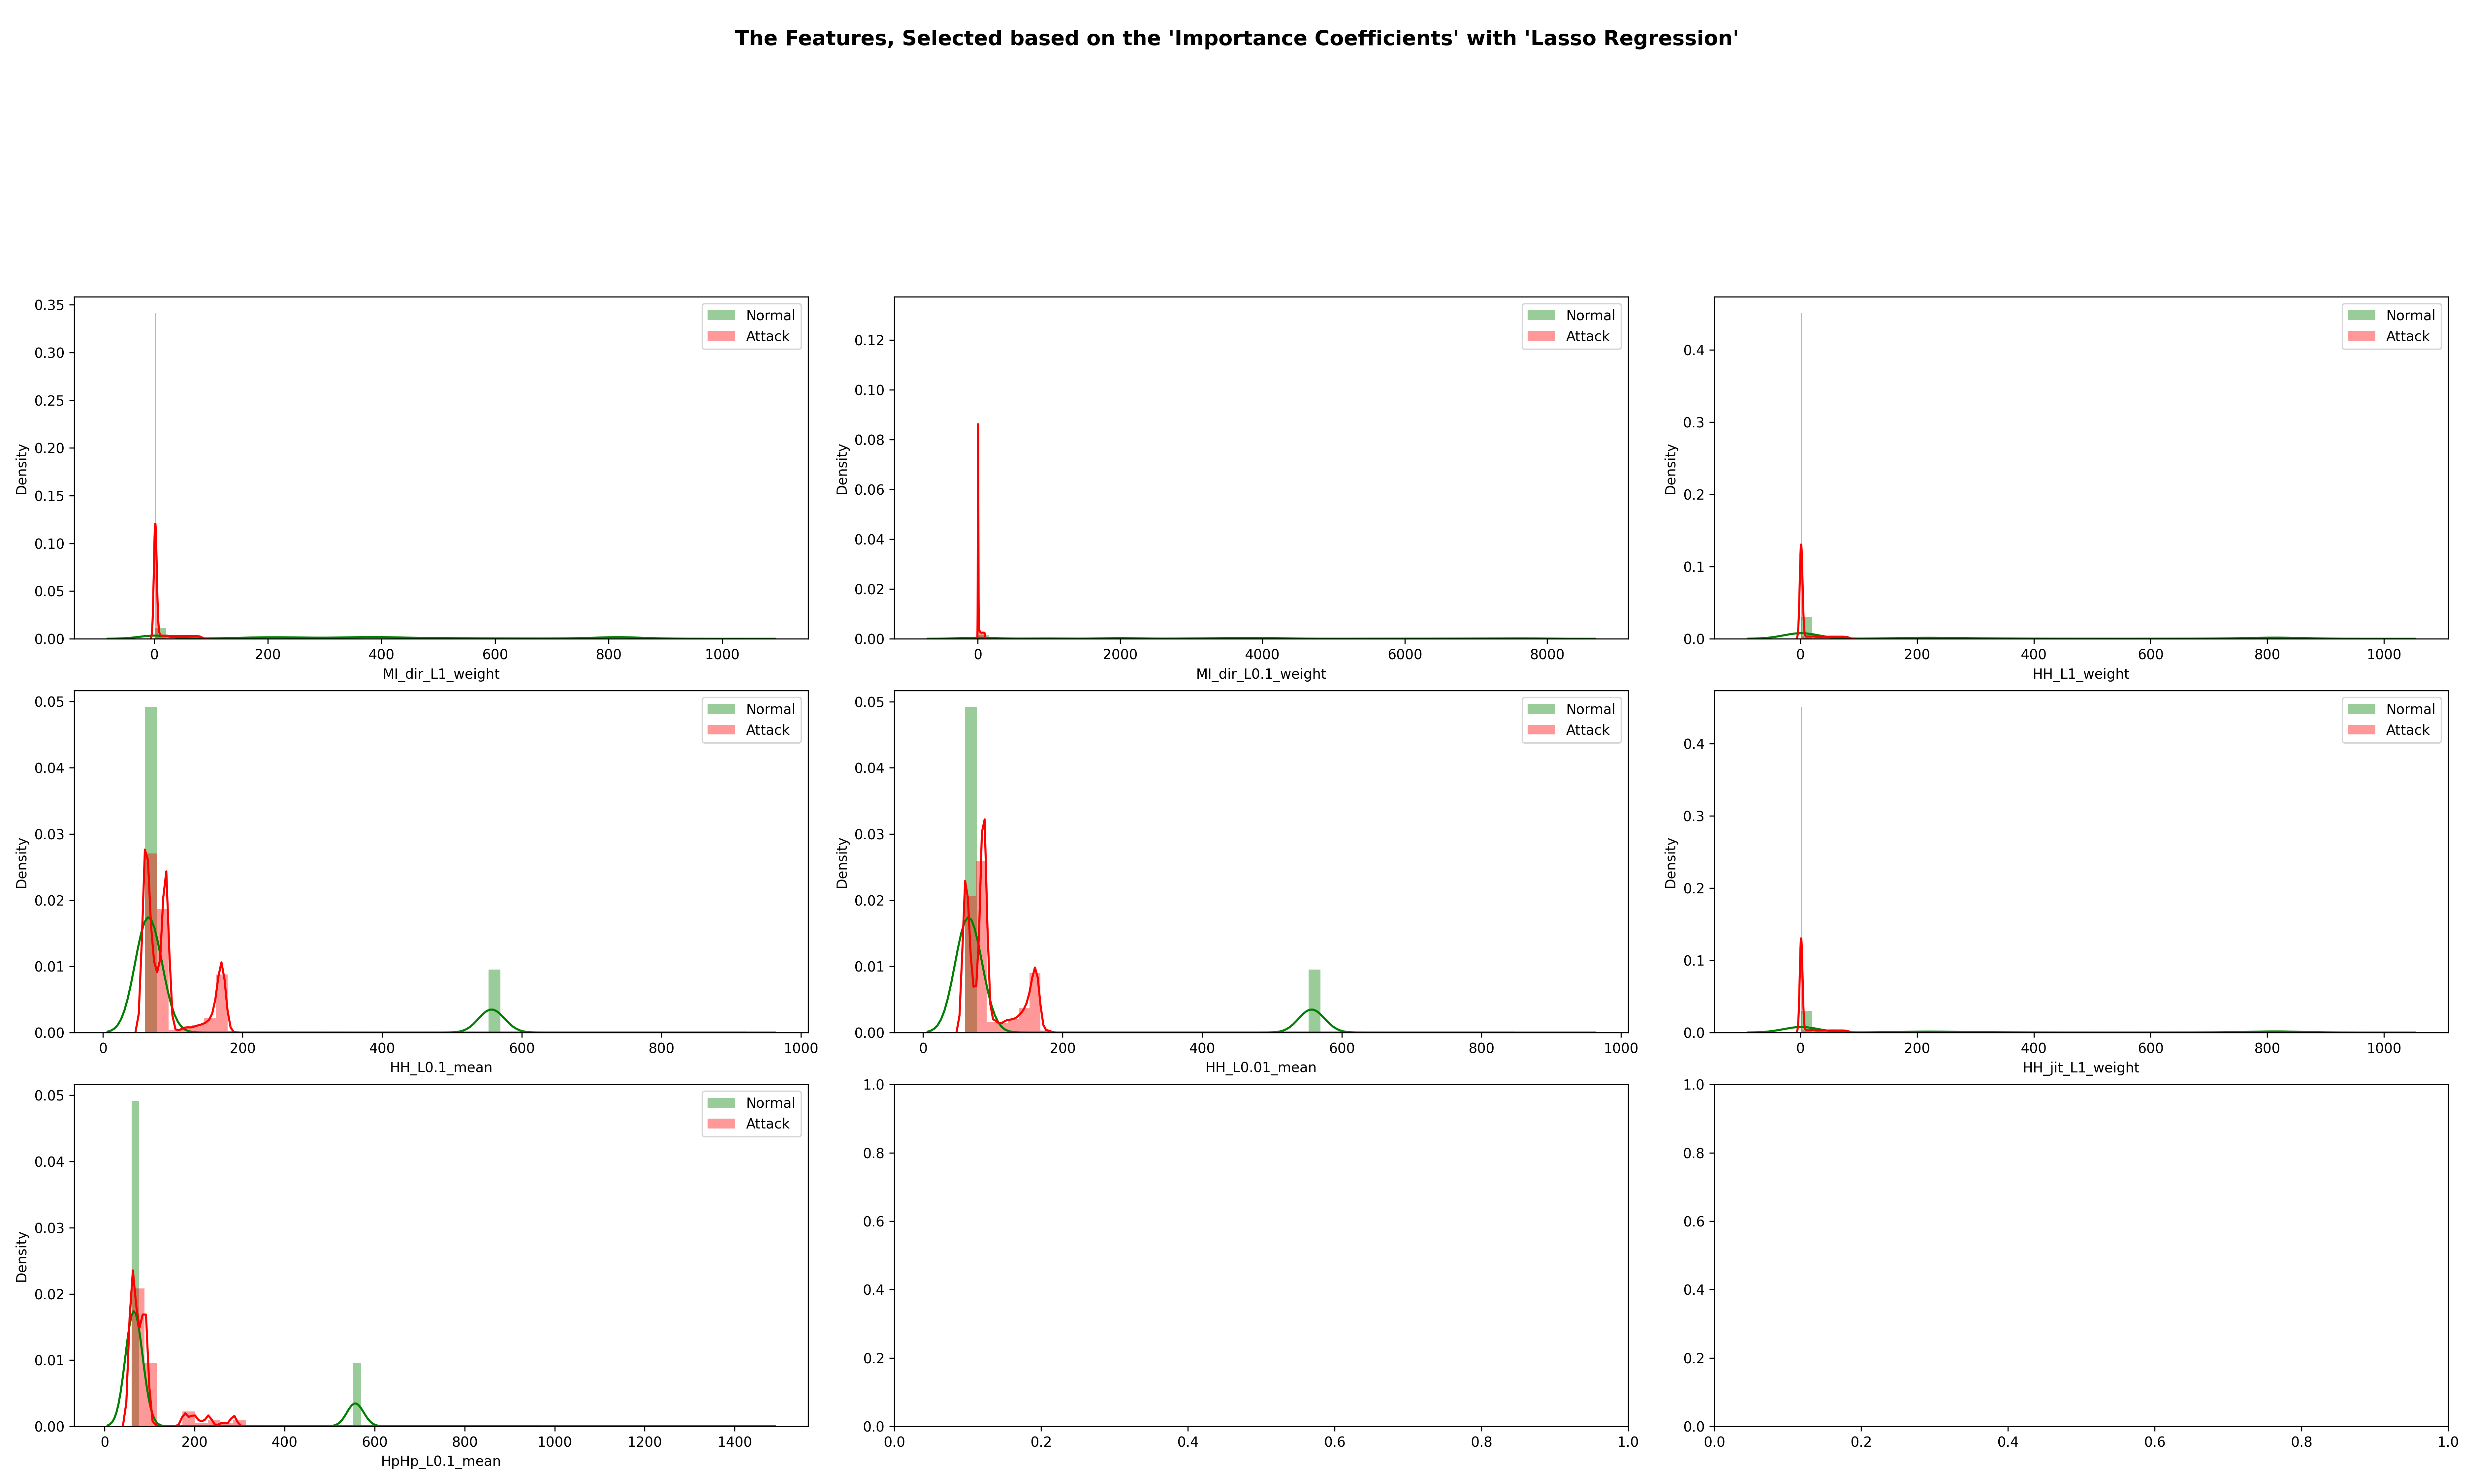 The Features, Selected based on the 'Importance Coefficients' with 'Lasso Regression'
Density
0.35
0.30
0.25
0.20
0.15
0.10
0.05
0.00
0 200 400 600 800 1000
MI_dir_L1_weight
Normal
Attack
Density
0.12
0.10
0.08
0.06
0.04
0.02
0.00
0 2000 4000 6000 8000
MI_dir_L0.1_weight
Normal
Attack
Density
0.4
0.3
0.2
0.1
0.0
0 200 400 600 800 1000
HH_L1_weight
Normal
Attack
Density
0.05
0.04
0.03
0.02
0.01
0.00
0 200 400 600 800 1000
HH_L0.1_mean
Normal
Attack
Density
0.05
0.04
0.03
0.02
0.01
0.00
0 200 400 600 800 1000
HH_L0.01_mean
Normal
Attack
Density
0.4
0.3
0.2
0.1
0.0
0 200 400 600 800 1000
HH_jit_L1_weight
Normal
Attack
Density
0.05
0.04
0.03
0.02
0.01
0.00
0 200 400 600 800 1000 1200 1400
HpHp_L0.1_mean
Normal
Attack
1.0
0.8
0.6
0.4
0.2
0.0
0.0 0.2 0.4 0.6 0.8 1.0
1.0
0.8
0.6
0.4
0.2
0.0
0.0 0.2 0.4 0.6 0.8 1.0